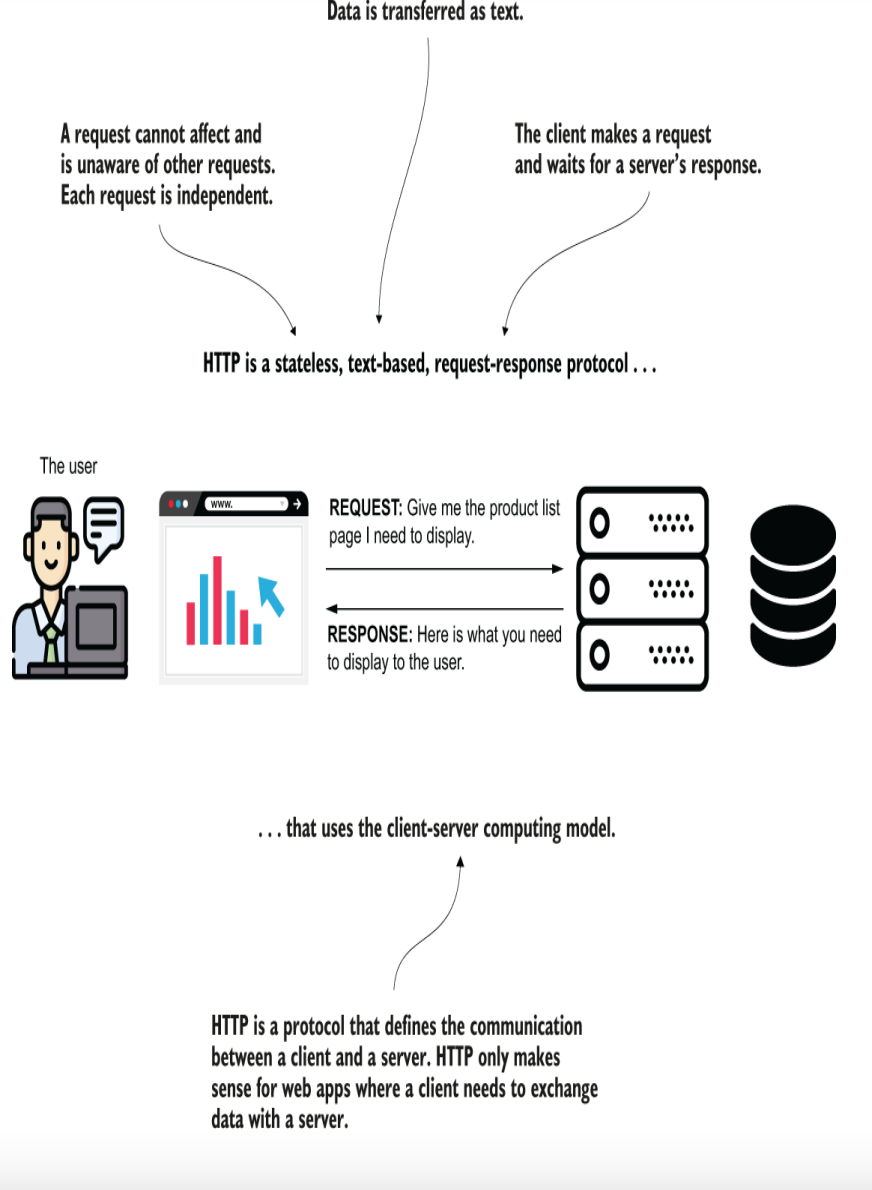 Data is transferred as text.
A request cannot affect and
is unaware of other requests.
Each request is independent.
The client makes a request
and waits for a server's response.
HTTP is a stateless, text-based, request-response protocol . . .
The user
www.
REQUEST: Give me the product list
page I need to display.
RESPONSE: Here is what you need
to display to the user.
. . . that uses the client-server computing model.
HTTP is a protocol that defines the communication
between a client and a server. HTTP only makes
sense for web apps where a client needs to exchange
data with a server.